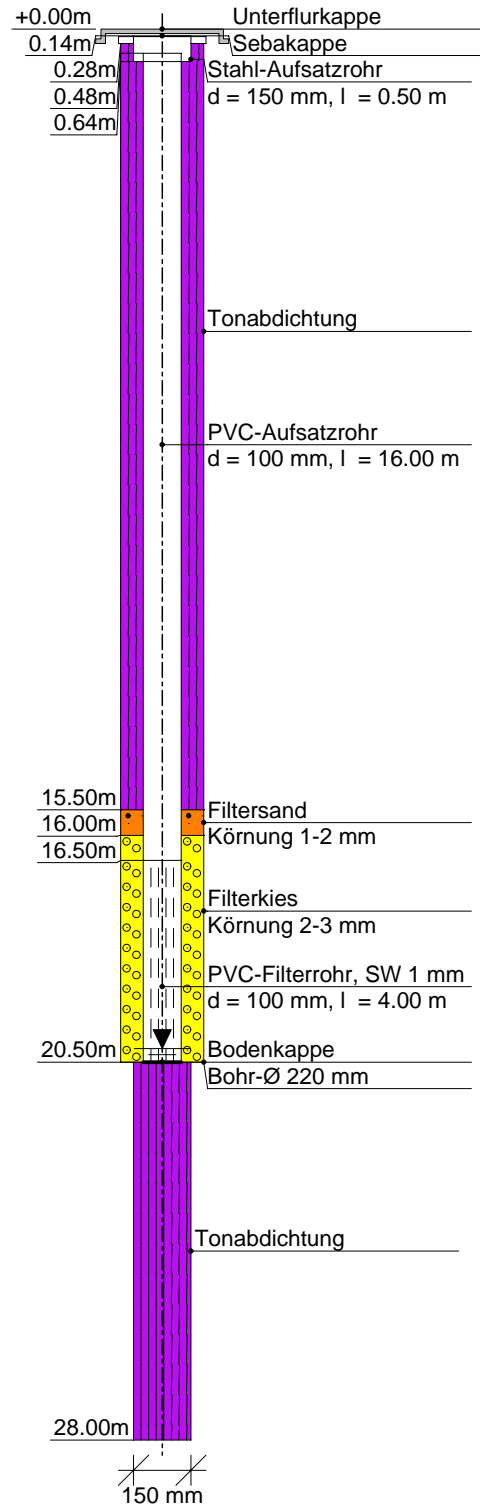 +0.00m
Unterflurkappe
0.14m
Sebakappe
0.28m
Stahl-Aufsatzrohr
0.48m
d = 150 mm, l = 0.50 m
0.64m
Tonabdichtung
PVC-Aufsatzrohr
d = 100 mm, l = 16.00 m
15.50m
Filtersand
16.00m
Körnung 1-2 mm
16.50m
Filterkies
Körnung 2-3 mm
PVC-Filterrohr, SW 1 mm
d = 100 mm, l = 4.00 m
20.50m
Bodenkappe
Bohr-Ø 220 mm
Tonabdichtung
28.00m
150 mm